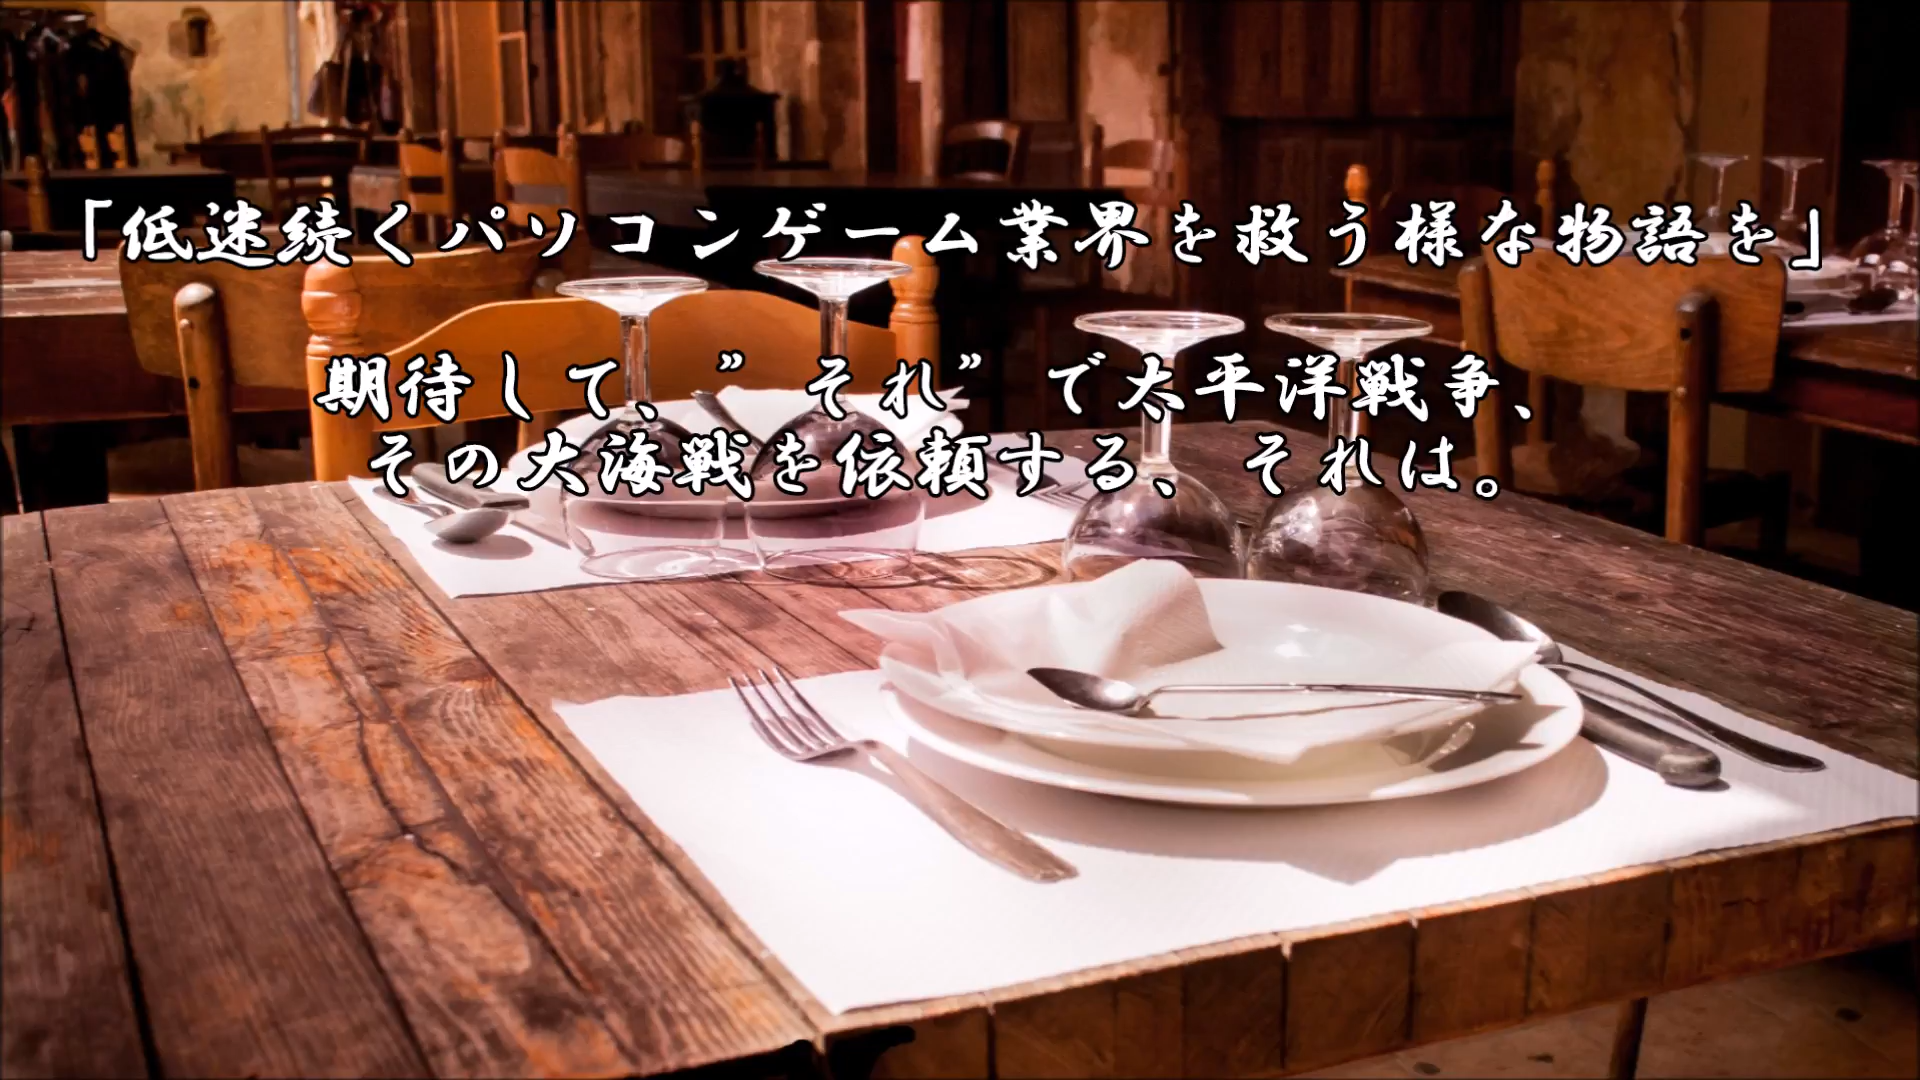 「低迷続くパソコンゲーム業界を救う様な物語を」
期待して、”それ”で太平洋戦争、
その大海戦を依頼する、それは。